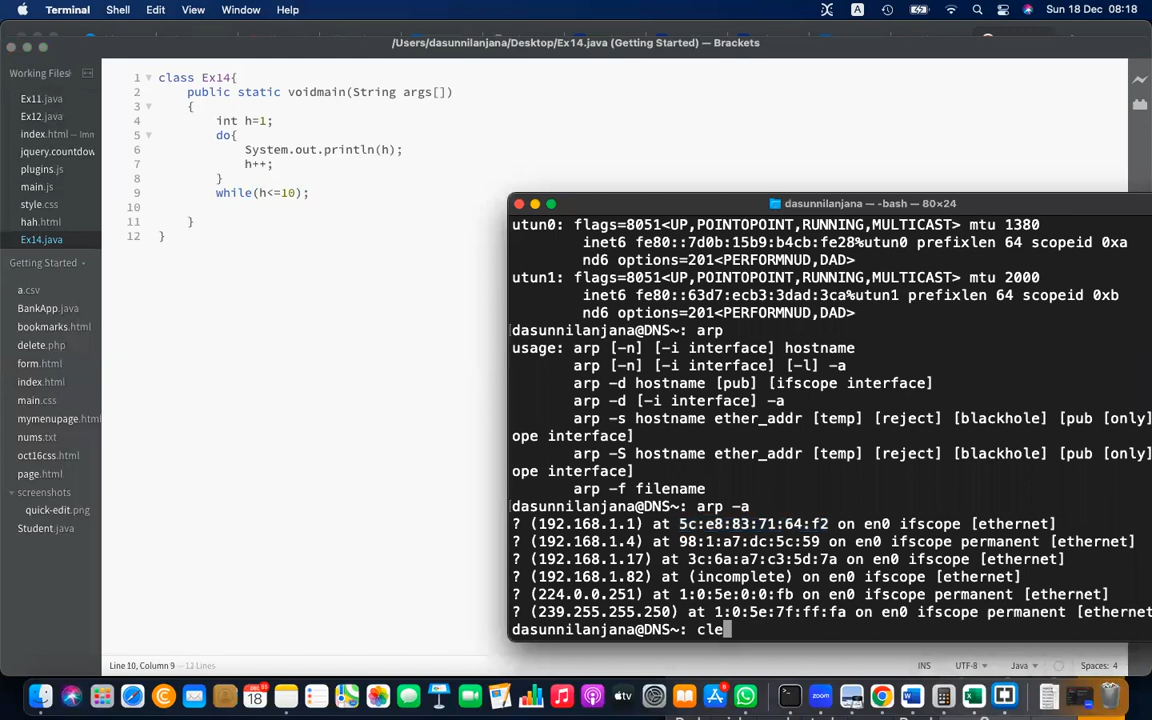 Terminal Shell Edit View Window Help A Sun 18 Dec 08:18
/Users/dasunnilanjana/Desktop/Ex14.java (Getting Started) — Brackets
Working Files
Ex11.java
Ex12.java
index.html — Imm
jquery.countdow
plugins.js
main.js
style.css
hah.html
Ex14.java
Getting Started
a.csv
BankApp.java
bookmarks.html
delete.php
form.html
index.html
main.css
mymenupage.html
nums.txt
oct16css.html
page.html
screenshots
quick-edit.png
Student.java
1 class Ex14{
2 public static voidmain(String args[])
3 {
4 int h=1;
5 do{
6 System.out.println(h);
7 h++;
8 }
9 while(h<=10);
10
11 }
12 }
dasunnilanjana — -bash — 80×24
utun0: flags=8051<UP,POINTOPOINT,RUNNING,MULTICAST> mtu 1380
inet6 fe80::7d0b:15b9:b4cb:fe28%utun0 prefixlen 64 scopeid 0xa
nd6 options=201<PERFORMNUD,DAD>
utun1: flags=8051<UP,POINTOPOINT,RUNNING,MULTICAST> mtu 2000
inet6 fe80::63d7:ecb3:3dad:3ca%utun1 prefixlen 64 scopeid 0xb
nd6 options=201<PERFORMNUD,DAD>
dasunnilanjana@DNS~: arp
usage: arp [-n] [-i interface] hostname
arp [-n] [-i interface] [-l] -a
arp -d hostname [pub] [ifscope interface]
arp -d [-i interface] -a
arp -s hostname ether_addr [temp] [reject] [blackhole] [pub [only]
ope interface]
arp -S hostname ether_addr [temp] [reject] [blackhole] [pub [only]
ope interface]
arp -f filename
dasunnilanjana@DNS~: arp -a
? (192.168.1.1) at 5c:e8:83:71:64:f2 on en0 ifscope [ethernet]
? (192.168.1.4) at 98:1:a7:dc:5c:59 on en0 ifscope permanent [ethernet]
? (192.168.1.17) at 3c:6a:a7:c3:5d:7a on en0 ifscope [ethernet]
? (192.168.1.82) at (incomplete) on en0 ifscope [ethernet]
? (224.0.0.251) at 1:0:5e:0:0:fb on en0 ifscope permanent [ethernet]
? (239.255.255.250) at 1:0:5e:7f:ff:fa on en0 ifscope permanent [ethernet
dasunnilanjana@DNS~: cle
Line 10, Column 9 — 12 Lines INS UTF-8 Java Spaces: 4
DEC 18 tv zoom